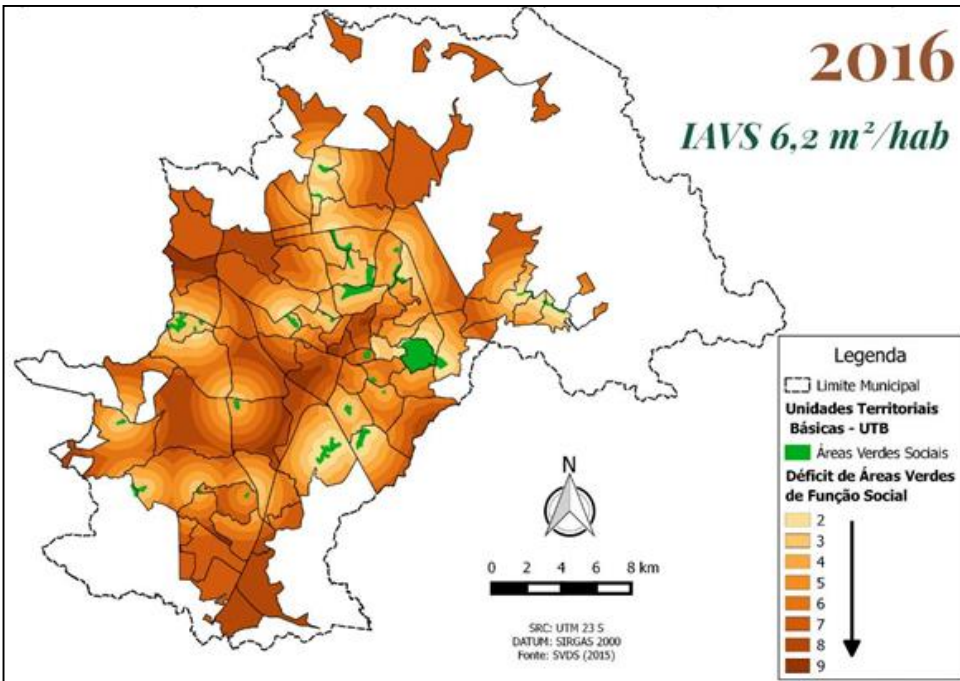 2016
IAVS 6,2 m²/hab
Legenda
Limite Municipal
Unidades Territoriais
Básicas - UTB
Áreas Verdes Sociais
Déficit de Áreas Verdes
de Função Social
2
3
4
5
6
7
8
9
N
0 2 4 6 8 km
SRC: UTM 23 S
DATUM: SIRGAS 2000
Fonte: SVDS (2015)